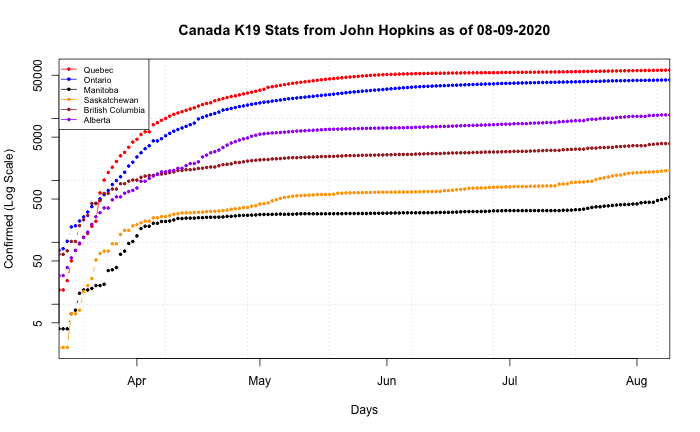 Canada K19 Stats from John Hopkins as of 08-09-2020
Quebec
Ontario
Manitoba
Saskatchewan
British Columbia
Alberta
50000
5000
500
50
5
Confirmed (Log Scale)
Apr May Jun Jul Aug
Days